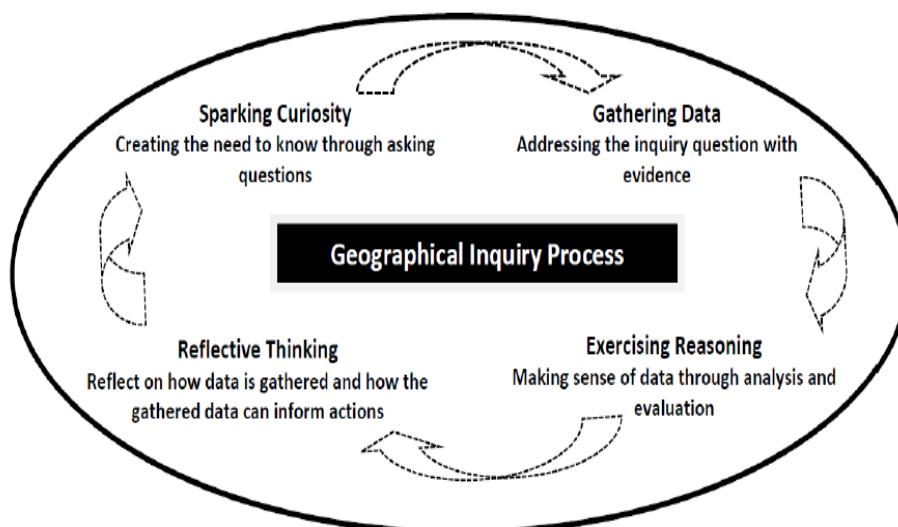 Sparking Curiosity
Creating the need to know through asking
questions
Gathering Data
Addressing the inquiry question with
evidence
Geographical Inquiry Process
Reflective Thinking
Reflect on how data is gathered and how the
gathered data can inform actions
Exercising Reasoning
Making sense of data through analysis and
evaluation